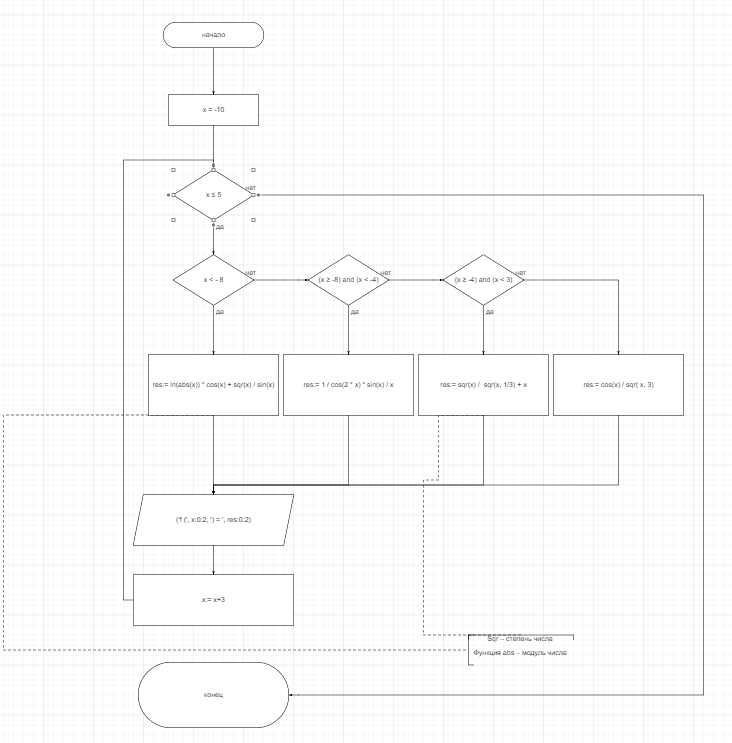 начало
x = -10
x ≤ 5
нет
да
x < - 8
нет
(x ≥ -8) and (x < -4)
нет
(x ≥ -4) and (x < 3)
нет
да
да
да
res:= ln(abs(x)) * cos(x) + sqr(x) / sin(x)
res:= 1 / cos(2 * x) * sin(x) / x
res:= sqr(x) / sqr(x, 1/3) + x
res:= cos(x) / sqr( x, 3)
('f (', x:0:2, ') = ', res:0:2)
x:= x+3
Sqr – степень числа
Функция abs – модуль числа
конец